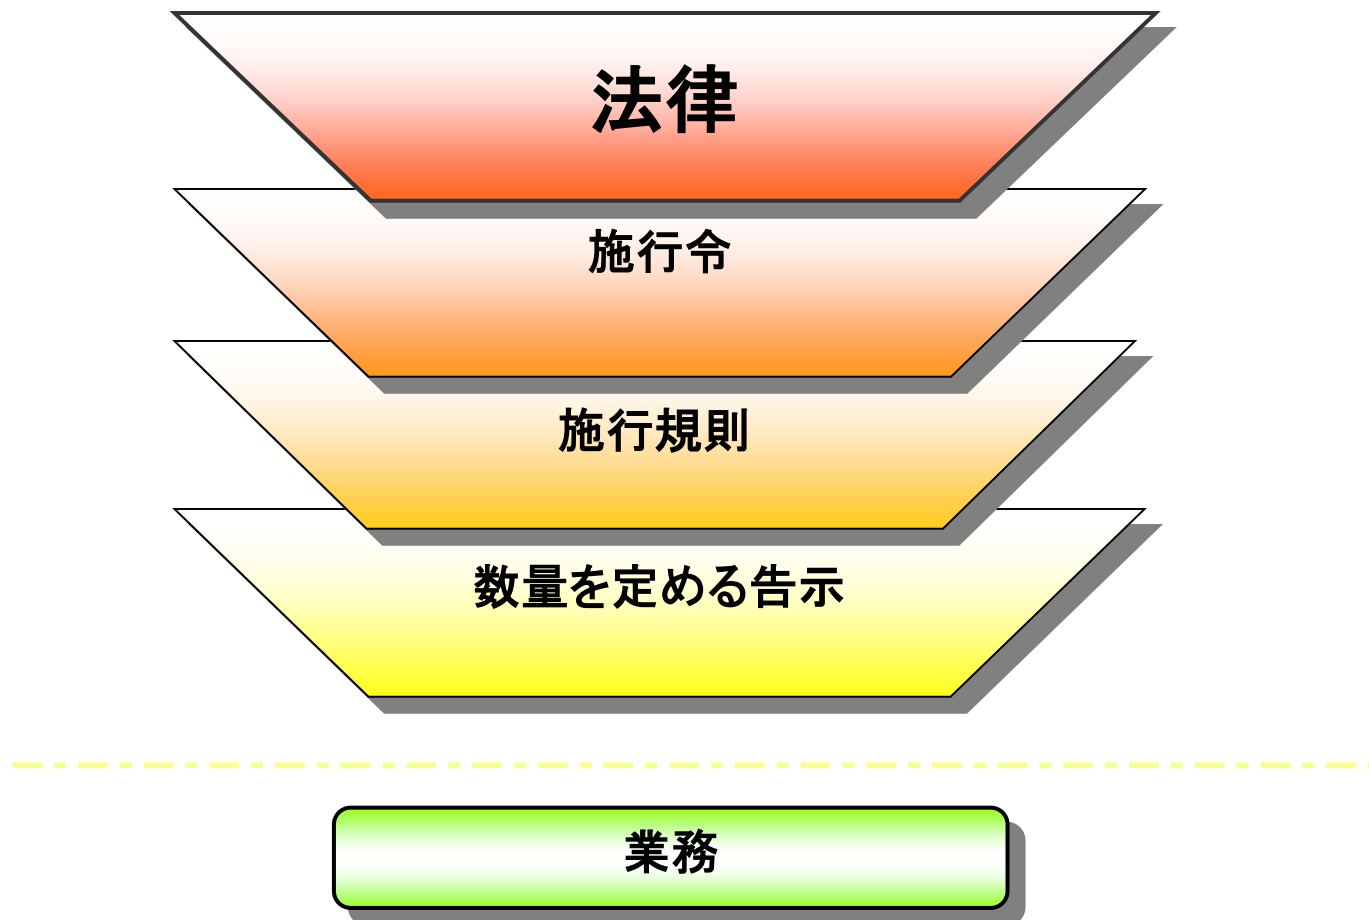 法律
施行令
施行規則
数量を定める告示
業務